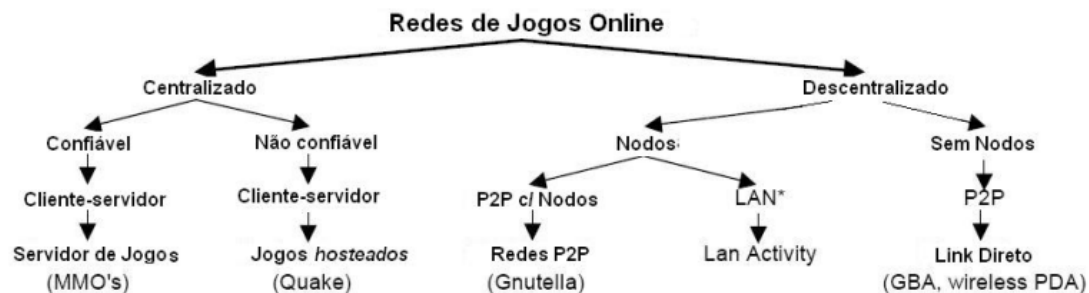 Redes de Jogos Online
Centralizado
Descentralizado
Confiável
Não confiável
Nodos
Sem Nodos
Cliente-servidor
Cliente-servidor
P2P c/ Nodos
LAN*
P2P
Servidor de Jogos
Jogos hosteados
Redes P2P
Lan Activity
Link Direto
(MMO's)
(Quake)
(Gnutella)
(GBA, wireless PDA)